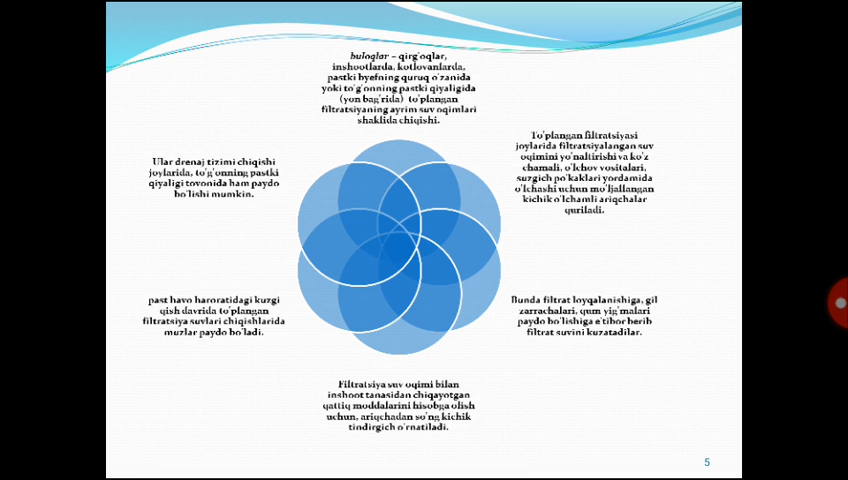 buloqlar – qirg'oqlar,
inshootlarda, kotlovanlarda,
pastki byefning quruq o'zanida
yoki to'g'onning pastki qiyaligida
(yon bag'rida) to'plangan
filtratsiyaning ayrim suv oqimlari
shaklida chiqishi.
To'plangan filtratsiyasi
joylarida filtratsiyalangan suv
oqimini yo'naltirishi va ko'z
chamali, o'lchov vositalari,
suzgich po'kaklari yordamida
o'lchashi uchun mo'ljallangan
kichik o'lchamli ariqchalar
quriladi.
Bunda filtrat loyqalanishiga, gil
zarrachalari, qum yig'malari
paydo bo'lishiga e'tibor berib
filtrat suvini kuzatadilar.
Filtratsiya suv oqimi bilan
inshoot tanasidan chiqayotgan
qattiq moddalarini hisobga olish
uchun, ariqchadan so'ng kichik
tindirgich o'rnatiladi.
past havo haroratidagi kuzgi
qish davrida to'plangan
filtratsiya suvlari chiqishlarida
muzlar paydo bo'ladi.
Ular drenaj tizimi chiqishi
joylarida, to'g'onning pastki
qiyaligi tovonida ham paydo
bo'lishi mumkin.
5